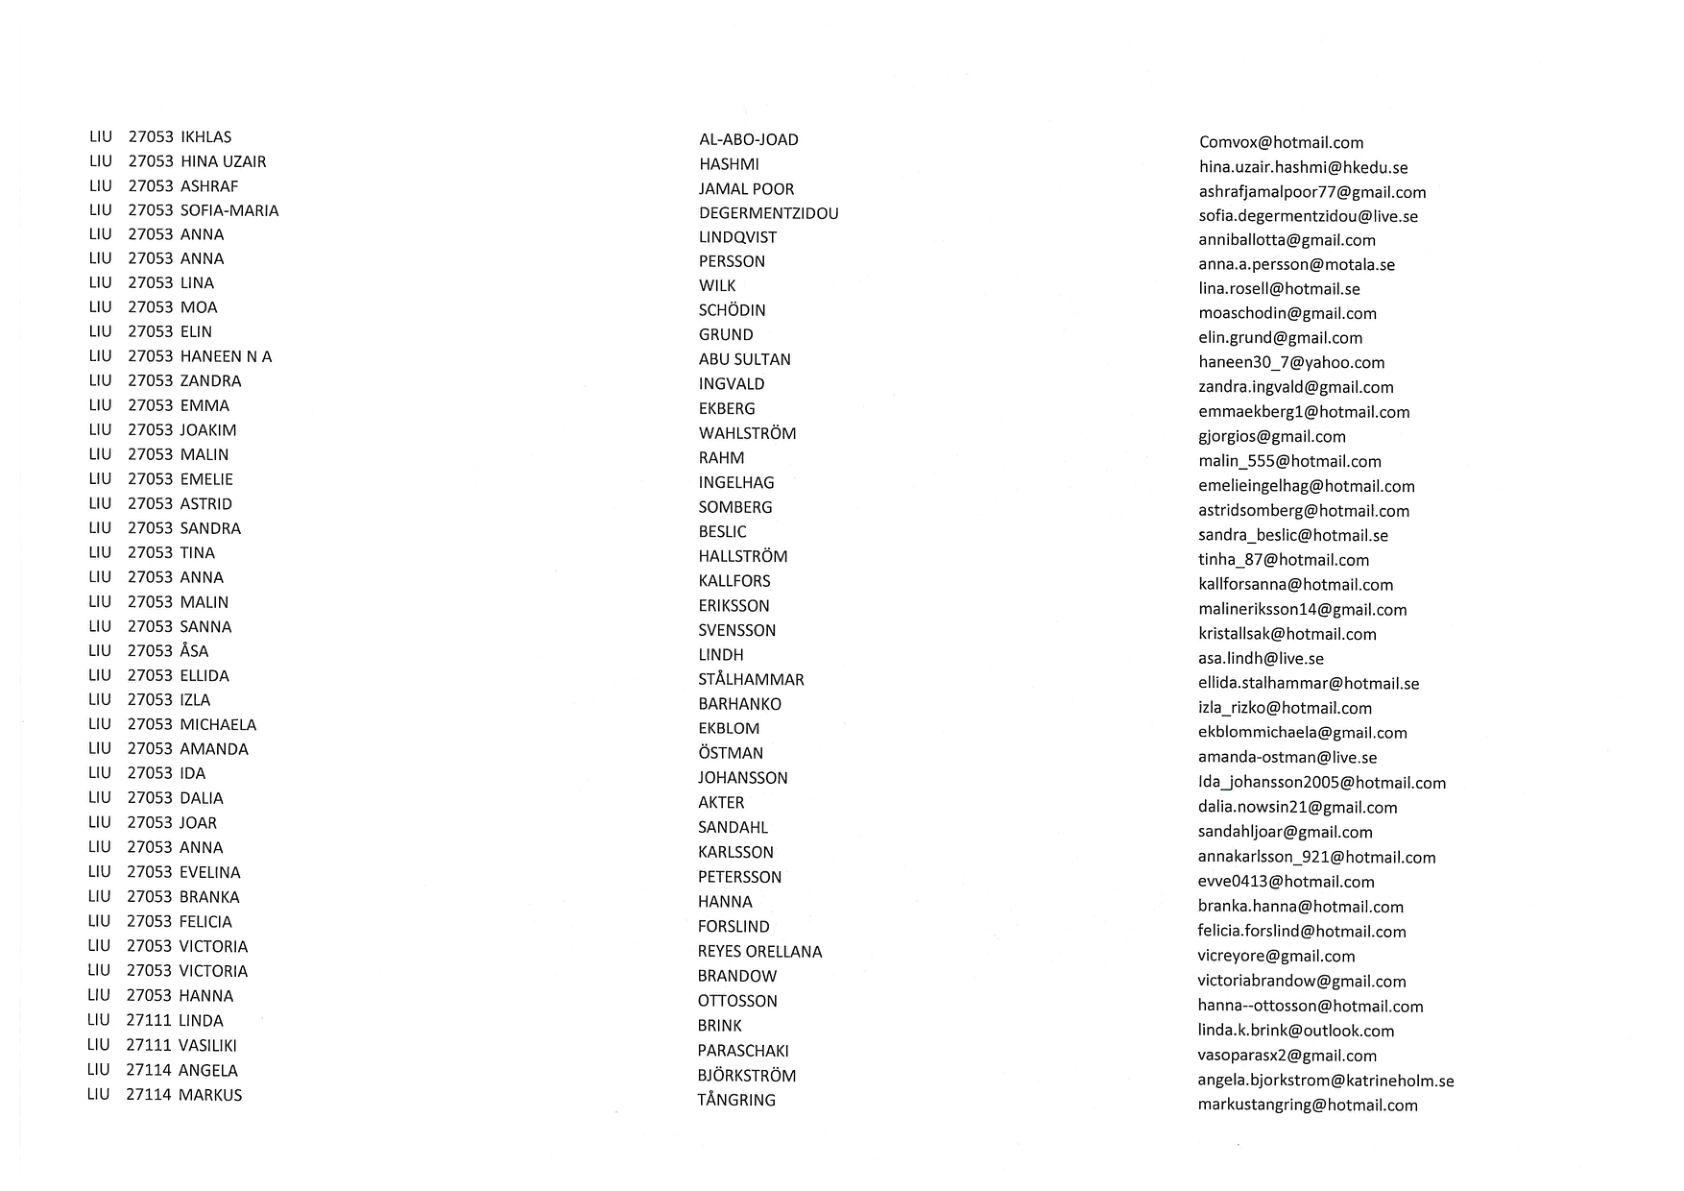 LIU 27053 IKHLAS AL-ABO-JOAD Comvox@hotmail.com
LIU 27053 HINA UZAIR HASHMI hina.uzair.hashmi@hkedu.se
LIU 27053 ASHRAF JAMAL POOR ashrafjamalpoor77@gmail.com
LIU 27053 SOFIA-MARIA DEGERMENTZIDOU sofia.degermentzidou@live.se
LIU 27053 ANNA LINDQVIST anniballotta@gmail.com
LIU 27053 ANNA PERSSON anna.a.persson@motala.se
LIU 27053 LINA WILK lina.rosell@hotmail.se
LIU 27053 MOA SCHÖDIN moaschodin@gmail.com
LIU 27053 ELIN GRUND elin.grund@gmail.com
LIU 27053 HANEEN N A ABU SULTAN haneen30_7@yahoo.com
LIU 27053 ZANDRA INGVALD zandra.ingvald@gmail.com
LIU 27053 EMMA EKBERG emmaekberg1@hotmail.com
LIU 27053 JOAKIM WAHLSTRÖM gjorgios@gmail.com
LIU 27053 MALIN RAHM malin_555@hotmail.com
LIU 27053 EMELIE INGELHAG emelieingelhag@hotmail.com
LIU 27053 ASTRID SOMBERG astridsomberg@hotmail.com
LIU 27053 SANDRA BESLIC sandra_beslic@hotmail.se
LIU 27053 TINA HALLSTRÖM tinha_87@hotmail.com
LIU 27053 ANNA KALLFORS kallforsanna@hotmail.com
LIU 27053 MALIN ERIKSSON malineriksson14@gmail.com
LIU 27053 SANNA SVENSSON kristallsak@hotmail.com
LIU 27053 ÅSA LINDH asa.lindh@live.se
LIU 27053 ELLIDA STÅLHAMMAR ellida.stalhammar@hotmail.se
LIU 27053 IZLA BARHANKO izla_rizko@hotmail.com
LIU 27053 MICHAELA EKBLOM ekblommichaela@gmail.com
LIU 27053 AMANDA ÖSTMAN amanda-ostman@live.se
LIU 27053 IDA JOHANSSON Ida_johansson2005@hotmail.com
LIU 27053 DALIA AKTER dalia.nowsin21@gmail.com
LIU 27053 JOAR SANDAHL sandahljoar@gmail.com
LIU 27053 ANNA KARLSSON annakarlsson_921@hotmail.com
LIU 27053 EVELINA PETERSSON evve0413@hotmail.com
LIU 27053 BRANKA HANNA branka.hanna@hotmail.com
LIU 27053 FELICIA FORSLIND felicia.forslind@hotmail.com
LIU 27053 VICTORIA REYES ORELLANA vicreyore@gmail.com
LIU 27053 VICTORIA BRANDOW victoriabrandow@gmail.com
LIU 27053 HANNA OTTOSSON hanna--ottosson@hotmail.com
LIU 27111 LINDA BRINK linda.k.brink@outlook.com
LIU 27111 VASILIKI PARASCHAKI vasoparasx2@gmail.com
LIU 27114 ANGELA BJÖRKSTRÖM angela.bjorkstrom@katrineholm.se
LIU 27114 MARKUS TÅNGRING markustangring@hotmail.com